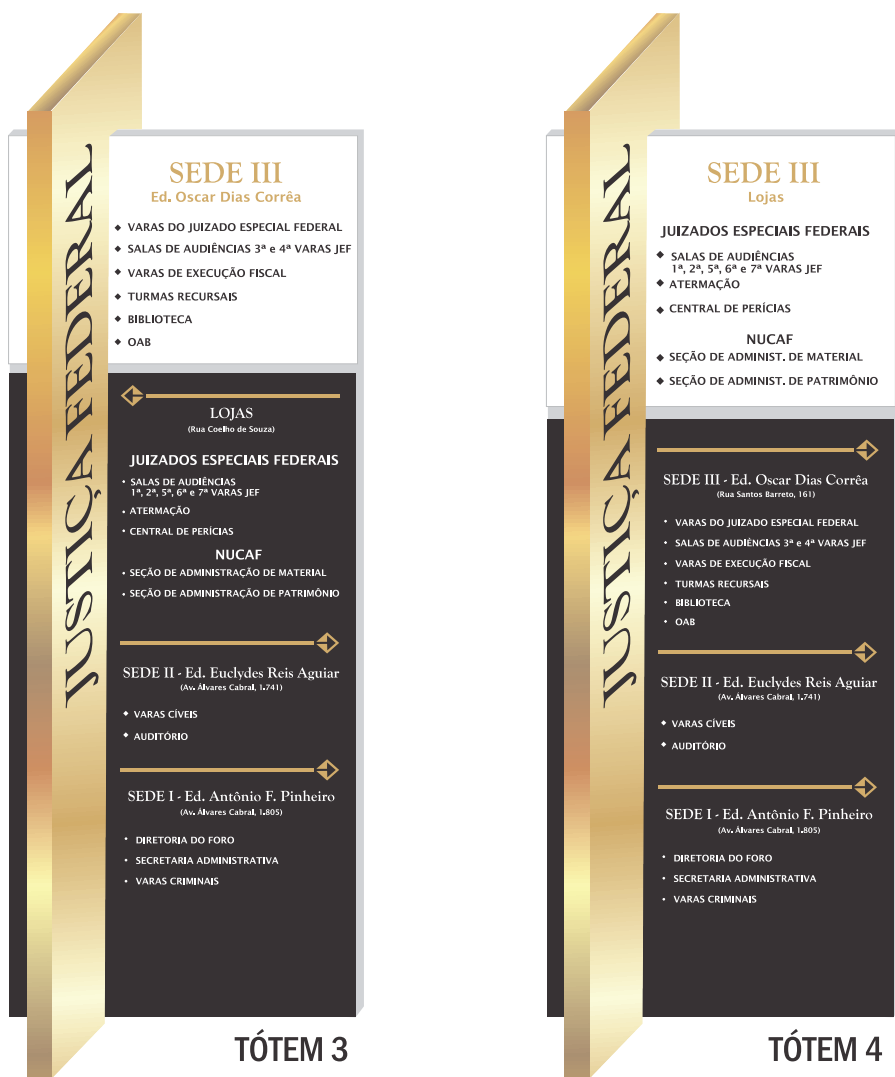 JUSTIÇA FEDERAL
SEDE III
Ed. Oscar Dias Corrêa
VARAS DO JUIZADO ESPECIAL FEDERAL
SALAS DE AUDIÊNCIAS 3ª e 4ª VARAS JEF
VARAS DE EXECUÇÃO FISCAL
TURMAS RECURSAIS
BIBLIOTECA
OAB
LOJAS
(Rua Coelho de Souza)
JUIZADOS ESPECIAIS FEDERAIS
SALAS DE AUDIÊNCIAS
1ª, 2ª, 5ª, 6ª e 7ª VARAS JEF
ATERMAÇÃO
CENTRAL DE PERÍCIAS
NUCAF
SEÇÃO DE ADMINISTRAÇÃO DE MATERIAL
SEÇÃO DE ADMINISTRAÇÃO DE PATRIMÔNIO
SEDE II - Ed. Euclydes Reis Aguiar
(Av. Álvares Cabral, 1.741)
VARAS CÍVEIS
AUDITÓRIO
SEDE I - Ed. Antônio F. Pinheiro
(Av. Álvares Cabral, 1.805)
DIRETORIA DO FORO
SECRETARIA ADMINISTRATIVA
VARAS CRIMINAIS
TÓTEM 3
JUSTIÇA FEDERAL
SEDE III
Lojas
JUIZADOS ESPECIAIS FEDERAIS
SALAS DE AUDIÊNCIAS
1ª, 2ª, 5ª, 6ª e 7ª VARAS JEF
ATERMAÇÃO
CENTRAL DE PERÍCIAS
NUCAF
SEÇÃO DE ADMINIST. DE MATERIAL
SEÇÃO DE ADMINIST. DE PATRIMÔNIO
SEDE III - Ed. Oscar Dias Corrêa
(Rua Santos Barreto, 161)
VARAS DO JUIZADO ESPECIAL FEDERAL
SALAS DE AUDIÊNCIAS 3ª e 4ª VARAS JEF
VARAS DE EXECUÇÃO FISCAL
TURMAS RECURSAIS
BIBLIOTECA
OAB
SEDE II - Ed. Euclydes Reis Aguiar
(Av. Álvares Cabral, 1.741)
VARAS CÍVEIS
AUDITÓRIO
SEDE I - Ed. Antônio F. Pinheiro
(Av. Álvares Cabral, 1.805)
DIRETORIA DO FORO
SECRETARIA ADMINISTRATIVA
VARAS CRIMINAIS
TÓTEM 4